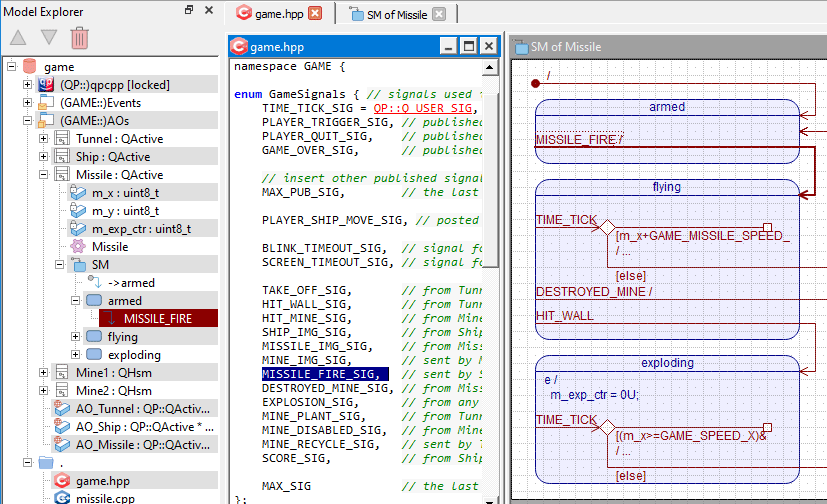 Model Explorer
game
(QP::)qpcpp [locked]
(GAME::)Events
(GAME::)AOs
Tunnel : QActive
Ship : QActive
Missile : QActive
m_x : uint8_t
m_y : uint8_t
m_exp_ctr : uint8_t
Missile
SM
->armed
armed
MISSILE_FIRE
flying
exploding
Mine1 : QHsm
Mine2 : QHsm
AO_Tunnel : QP::QActiv...
AO_Ship : QP::QActive * ...
AO_Missile : QP::QActiv...
.
game.hpp
missile.cpp
game.hpp
SM of Missile
game.hpp
namespace GAME {
enum GameSignals { // signals used
TIME_TICK_SIG = QP::Q_USER_SIG,
PLAYER_TRIGGER_SIG, // published
PLAYER_QUIT_SIG, // published
GAME_OVER_SIG, // published
// insert other published signal
MAX_PUB_SIG, // the last
PLAYER_SHIP_MOVE_SIG, // posted
BLINK_TIMEOUT_SIG, // signal fo
SCREEN_TIMEOUT_SIG, // signal fo
TAKE_OFF_SIG, // from Tunn
HIT_WALL_SIG, // from Tunn
HIT_MINE_SIG, // from Mine
SHIP_IMG_SIG, // from Ship
MISSILE_IMG_SIG, // from Miss
MINE_IMG_SIG, // sent by M
MISSILE_FIRE_SIG, // sent by S
DESTROYED_MINE_SIG, // from Miss
EXPLOSION_SIG, // from any
MINE_PLANT_SIG, // from Tunn
MINE_DISABLED_SIG, // from Mine
MINE_RECYCLE_SIG, // sent by T
SCORE_SIG, // from Ship
MAX_SIG // the last
};
SM of Missile
/
armed
MISSILE_FIRE /
flying
TIME_TICK
[m_x+GAME_MISSILE_SPEED_
/ ...
[else]
DESTROYED_MINE /
HIT_WALL
exploding
e /
m_exp_ctr = 0U;
TIME_TICK
[(m_x>=GAME_SPEED_X)&
/ ...
[else]